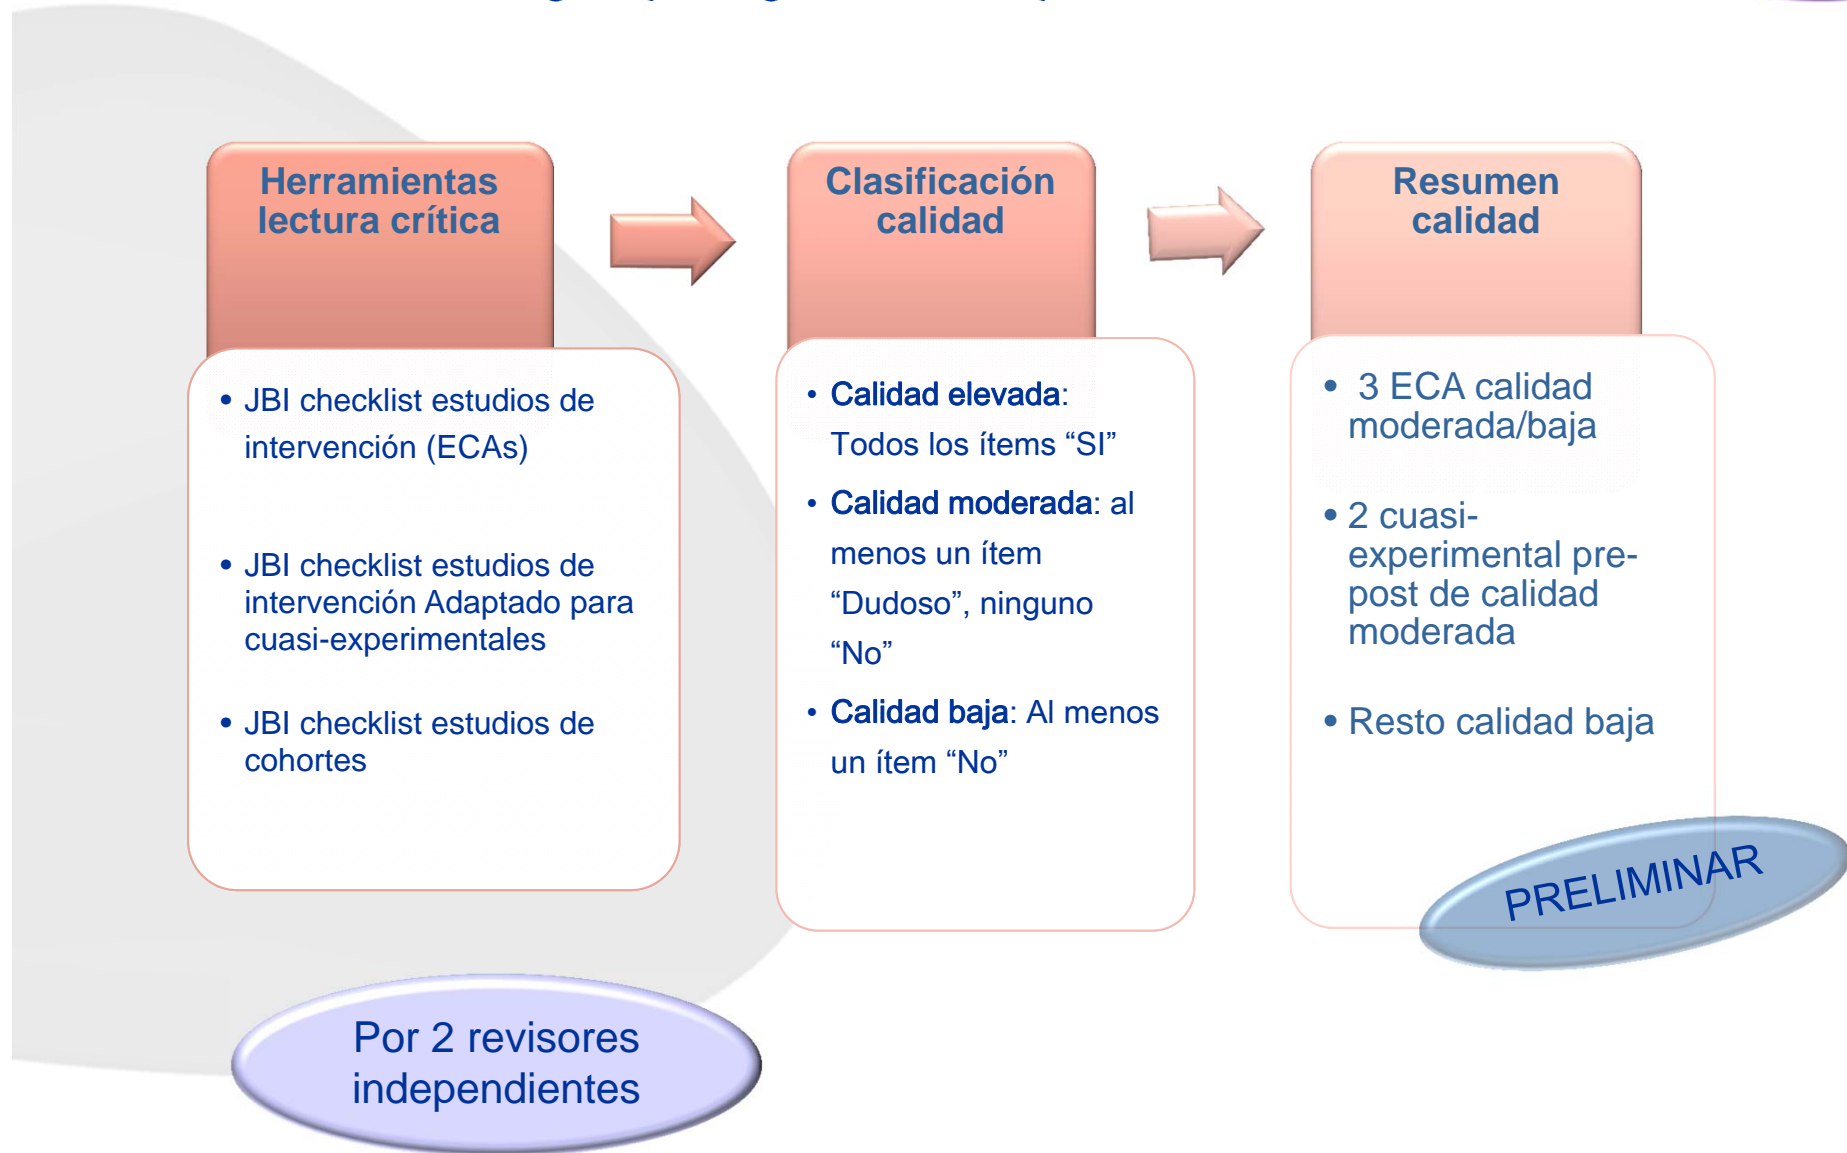 Herramientas
lectura crítica
• JBI checklist estudios de
intervención (ECAs)
• JBI checklist estudios de
intervención Adaptado para
cuasi-experimentales
• JBI checklist estudios de
cohortes
Por 2 revisores
independientes
Clasificación
calidad
• Calidad elevada:
Todos los ítems “SI”
• Calidad moderada: al
menos un ítem
“Dudoso”, ninguno
“No”
• Calidad baja: Al menos
un ítem “No”
Resumen
calidad
• 3 ECA calidad
moderada/baja
• 2 cuasi-
experimental pre-
post de calidad
moderada
• Resto calidad baja
PRELIMINAR